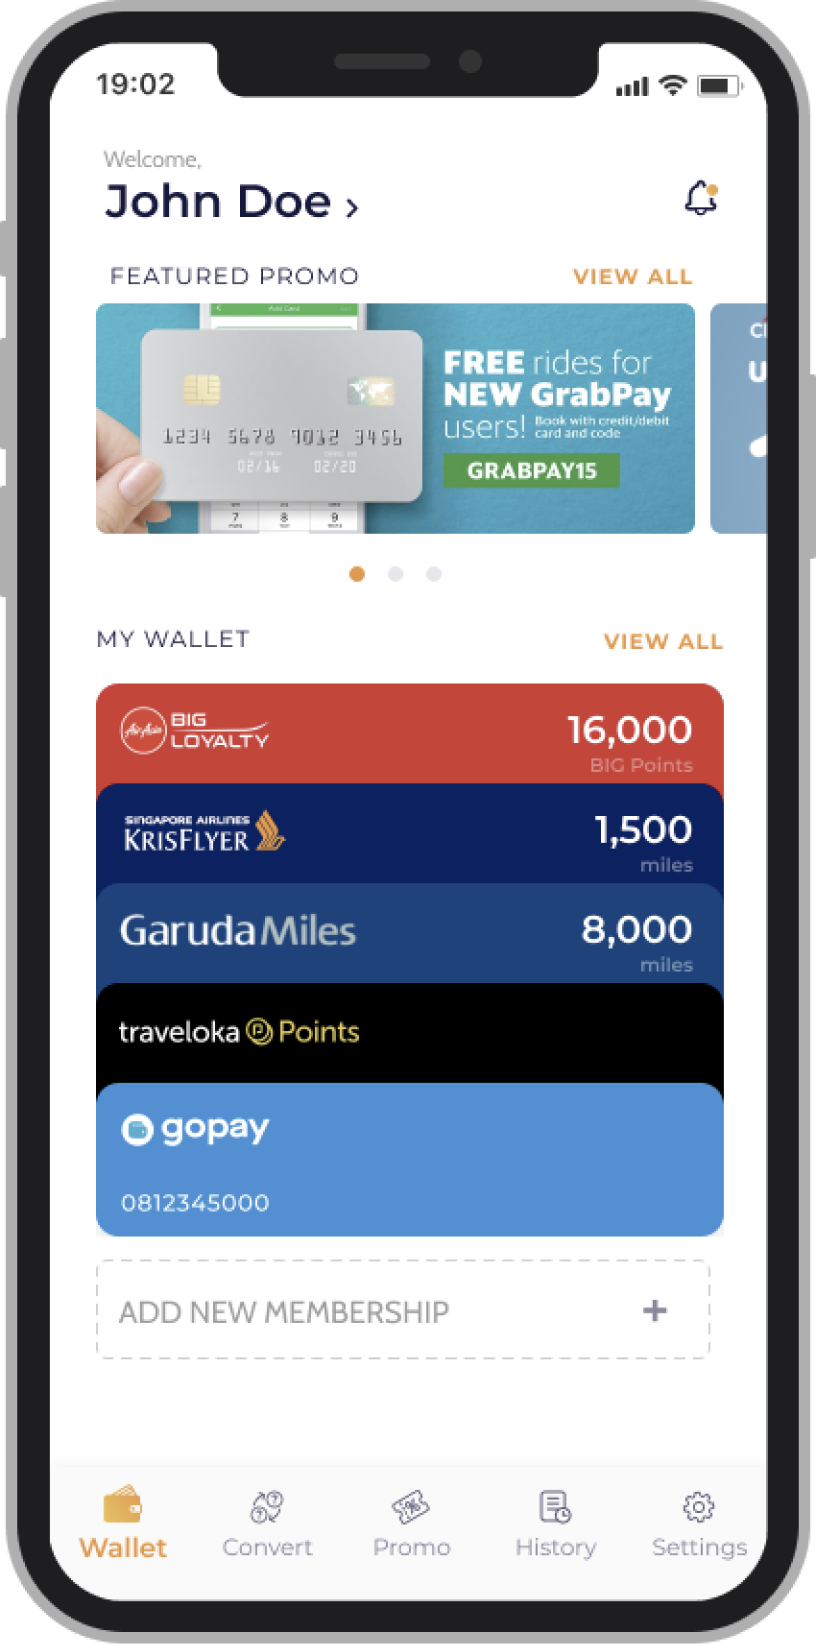 19:02
Welcome,
John Doe ›
FEATURED PROMO
VIEW ALL
Add Card
1234 5678 9012 3456
02/16 02/20
7 8 9
FREE rides for
NEW GrabPay
users! Book with credit/debit
card and code
GRABPAY15
MY WALLET
VIEW ALL
AirAsia BIG
LOYALTY
16,000
BIG Points
SINGAPORE AIRLINES
KRISFLYER
1,500
miles
GarudaMiles
8,000
miles
traveloka Points
gopay
0812345000
ADD NEW MEMBERSHIP +
Wallet
Convert
Promo
History
Settings